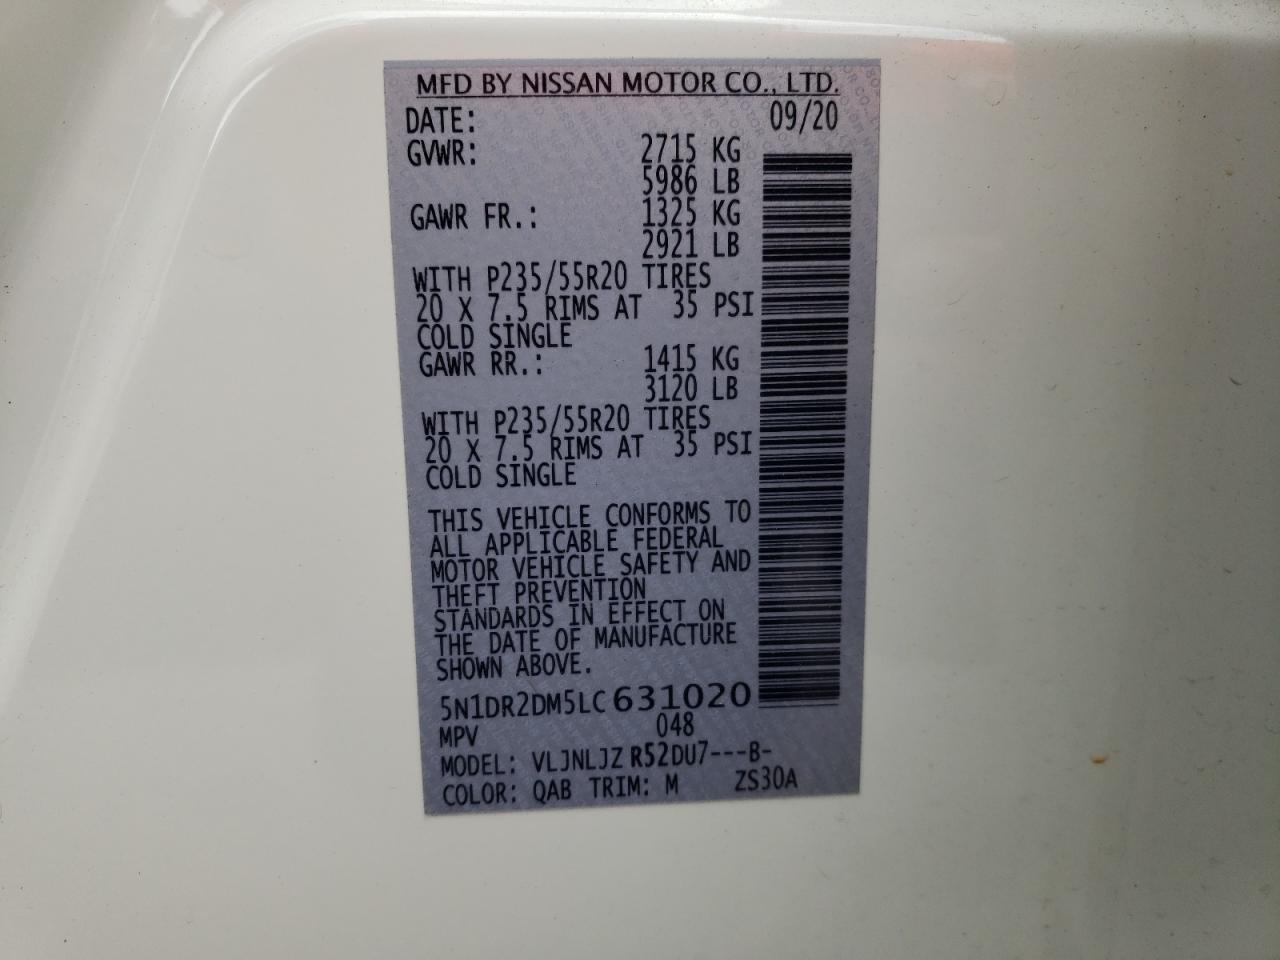 MFD BY NISSAN MOTOR CO., LTD.
DATE: 09/20
GVWR: 2715 KG
5986 LB
GAWR FR.: 1325 KG
2921 LB
WITH P235/55R20 TIRES
20 X 7.5 RIMS AT 35 PSI
COLD SINGLE
GAWR RR.: 1415 KG
3120 LB
WITH P235/55R20 TIRES
20 X 7.5 RIMS AT 35 PSI
COLD SINGLE
THIS VEHICLE CONFORMS TO
ALL APPLICABLE FEDERAL
MOTOR VEHICLE SAFETY AND
THEFT PREVENTION
STANDARDS IN EFFECT ON
THE DATE OF MANUFACTURE
SHOWN ABOVE.
5N1DR2DM5LC631020
MPV 048
MODEL: VLJNLJZ R52DU7---B-
COLOR: QAB TRIM: M ZS30A